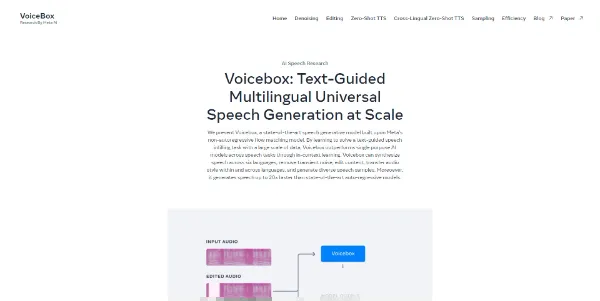 VoiceBox
Research By Meta AI
Home Denoising Editing Zero-Shot TTS Cross-Lingual Zero-Shot TTS Sampling Efficiency Blog Paper
AI Speech Research
Voicebox: Text-Guided
Multilingual Universal
Speech Generation at Scale
We present Voicebox, a state-of-the-art speech generative model built upon Meta's
non-autoregressive flow matching model. By learning to solve a text-guided speech
infilling task with a large scale of data, Voicebox outperforms single purpose AI
models across speech tasks through in-context learning. Voicebox can synthesize
speech across six languages, remove transient noise, edit content, transfer audio
style within and across languages, and generate diverse speech samples. Moreover,
it generates speech up to 20x faster than state-of-the-art auto-regressive models.
INPUT AUDIO
Voicebox
EDITED AUDIO